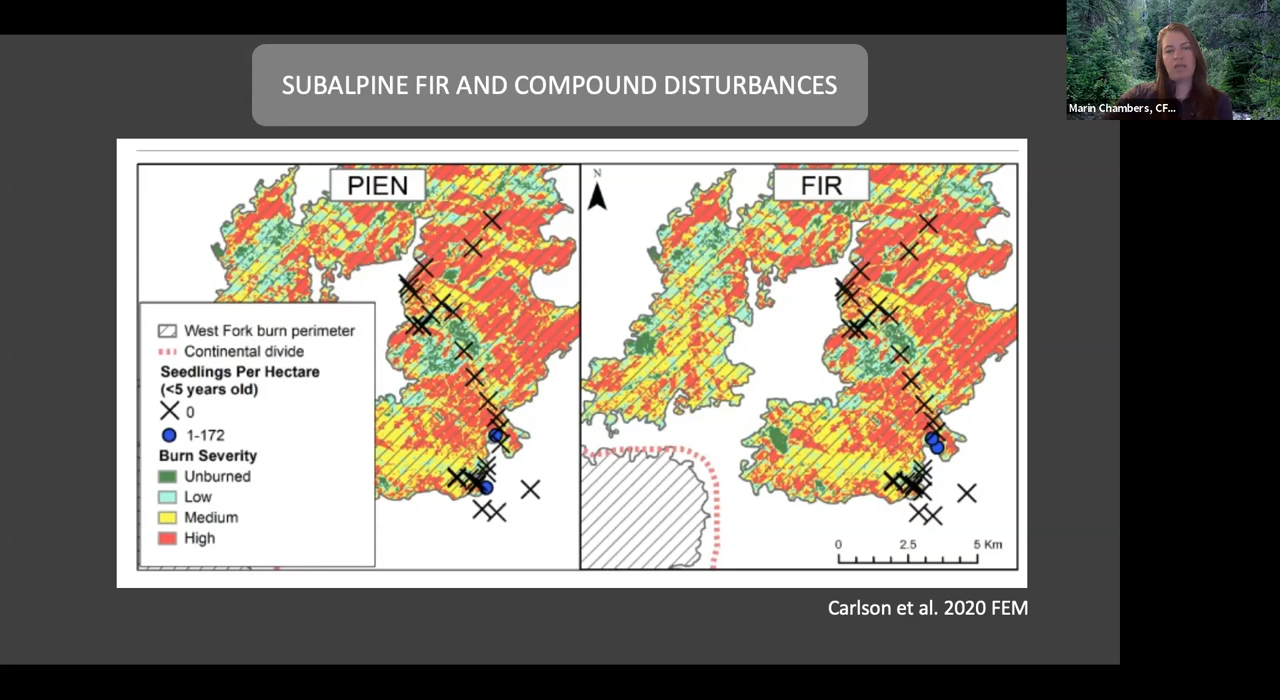 SUBALPINE FIR AND COMPOUND DISTURBANCES
Marin Chambers, CF...
PIEN
N
FIR
West Fork burn perimeter
Continental divide
Seedlings Per Hectare
(<5 years old)
0
1-172
Burn Severity
Unburned
Low
Medium
High
0 2.5 5 Km
Carlson et al. 2020 FEM